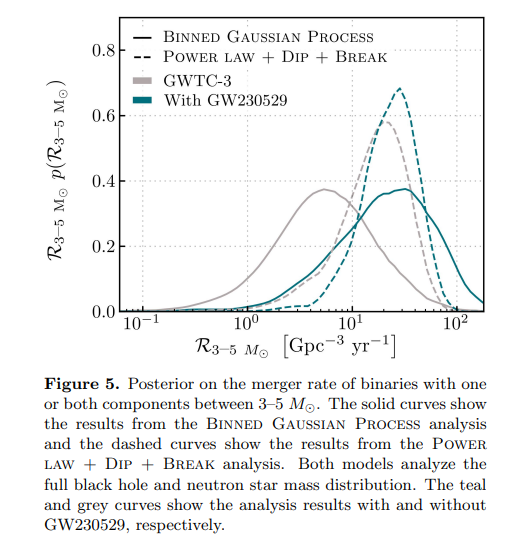 BINNED GAUSSIAN PROCESS
POWER LAW + DIP + BREAK
GWTC-3
With GW230529
0.8
0.6
0.4
0.2
0.0
R₃₋₅ M⊙ p(R₃₋₅ M⊙)
10⁻¹ 10⁰ 10¹ 10²
R₃₋₅ M⊙ [Gpc⁻³ yr⁻¹]
Figure 5. Posterior on the merger rate of binaries with one
or both components between 3–5 M⊙. The solid curves show
the results from the BINNED GAUSSIAN PROCESS analysis
and the dashed curves show the results from the POWER
LAW + DIP + BREAK analysis. Both models analyze the
full black hole and neutron star mass distribution. The teal
and grey curves show the analysis results with and without
GW230529, respectively.